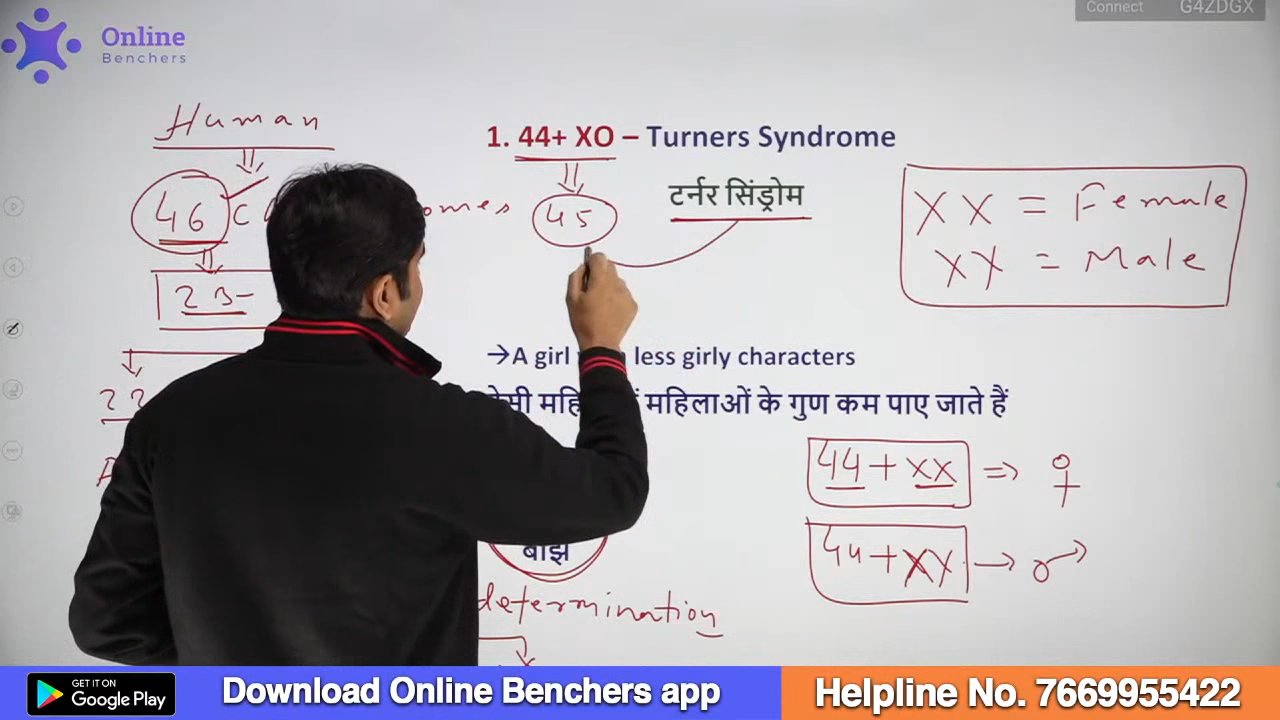 Connect G4ZDGX
Online
Benchers
Human
46 C omes
23-
22
1. 44+ XO – Turners Syndrome
45
टर्नर सिंड्रोम
XX = Female
XY = Male
→A girl less girly characters
महिलाओं के गुण कम पाए जाते हैं
44+XX ⇒ ♀
44+XY → ♂
बांझ
determination
GET IT ON
Google Play
Download Online Benchers app
Helpline No. 7669955422